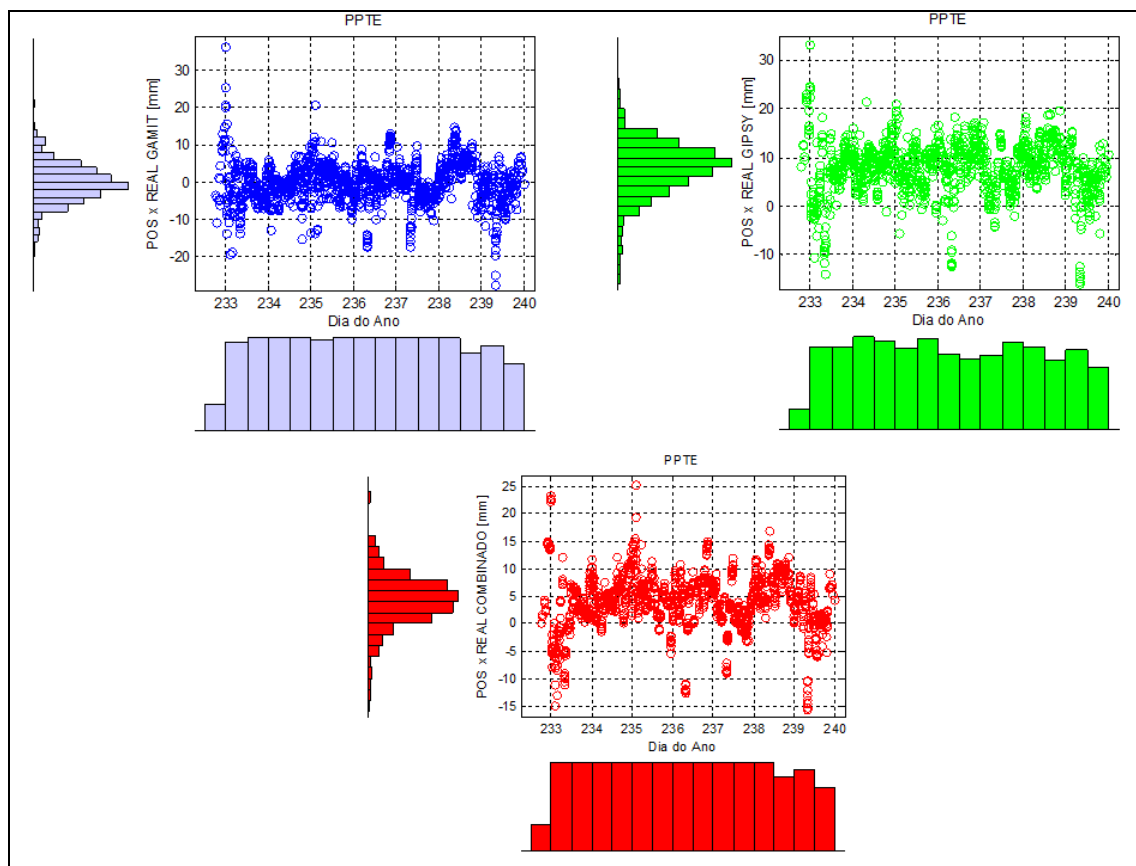 PPTE
POS x REAL GAMIT [mm]
30
20
10
0
-10
-20
233 234 235 236 237 238 239 240
Dia do Ano
PPTE
POS x REAL GIPSY [mm]
30
20
10
0
-10
233 234 235 236 237 238 239 240
Dia do Ano
PPTE
POS x REAL COMBINADO [mm]
25
20
15
10
5
0
-5
-10
-15
233 234 235 236 237 238 239 240
Dia do Ano